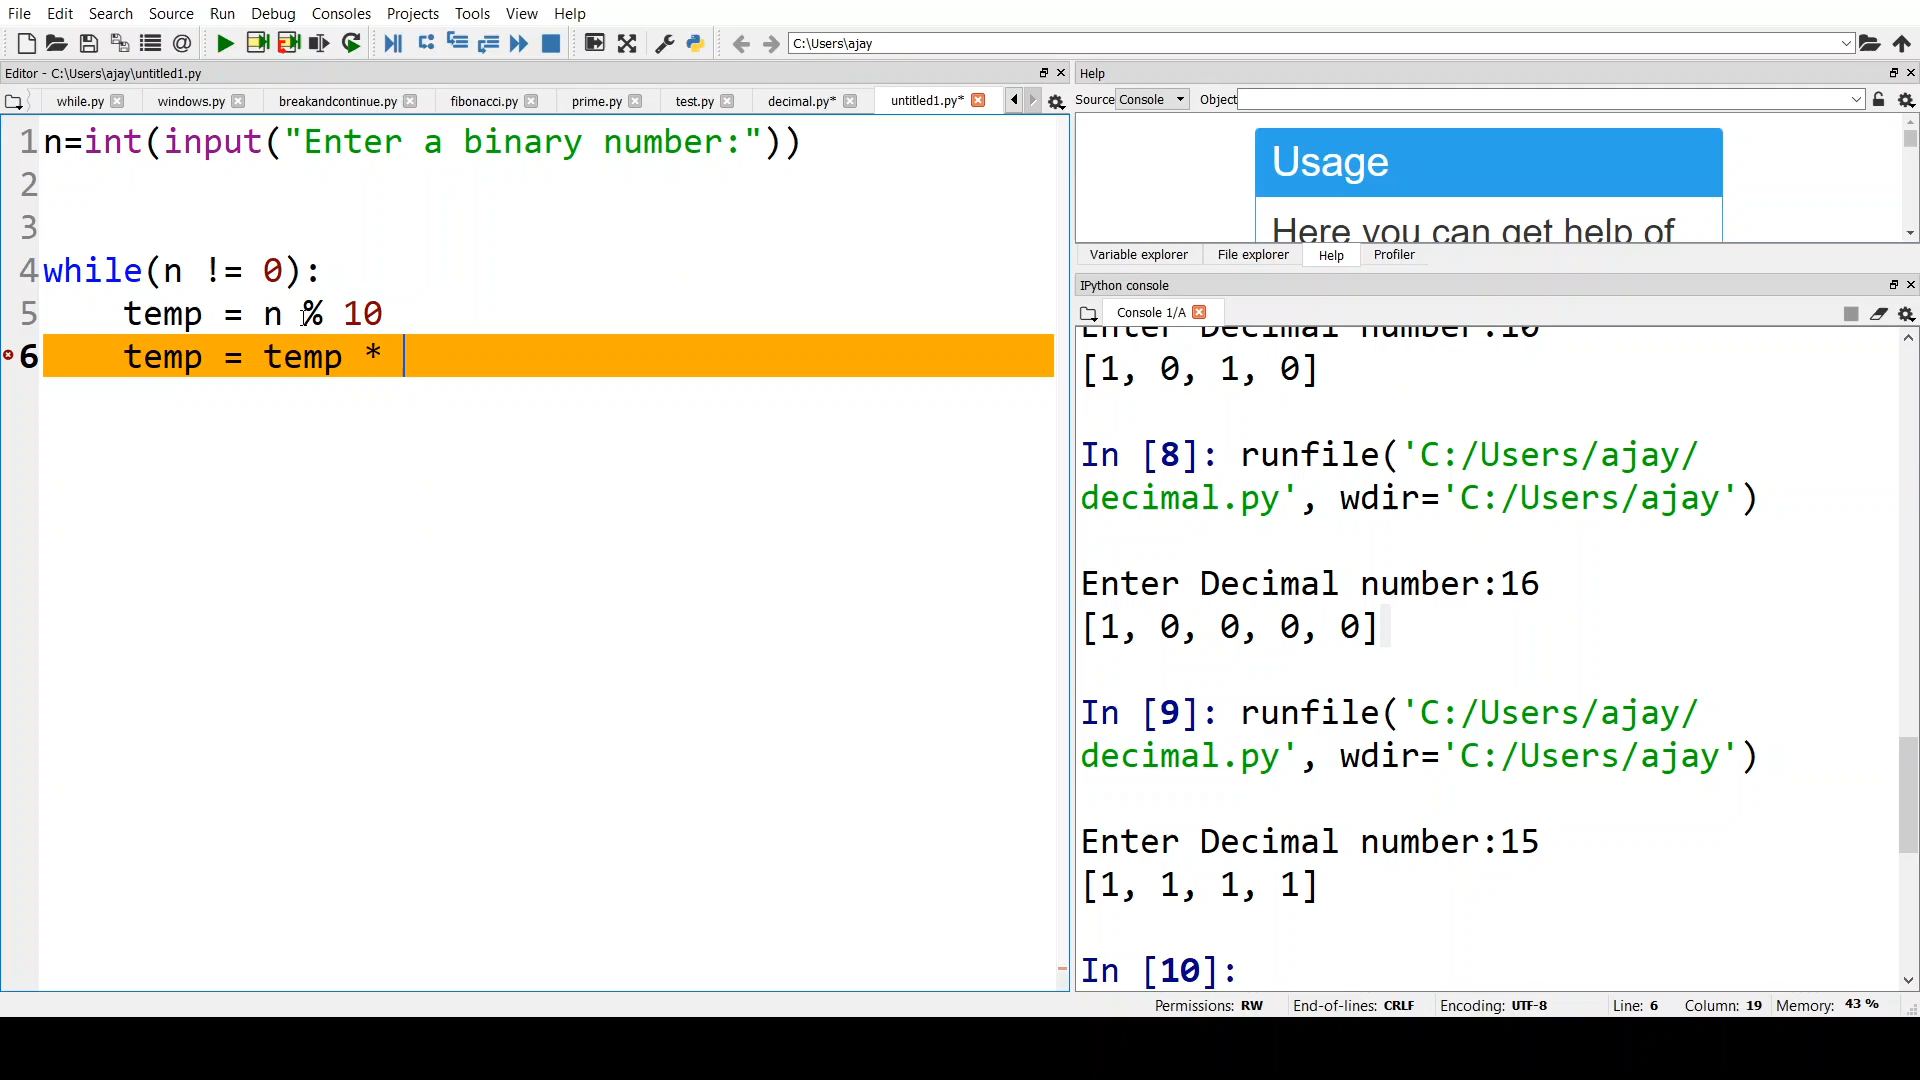 File Edit Search Source Run Debug Consoles Projects Tools View Help
C:\Users\ajay
Editor - C:\Users\ajay\untitled1.py
while.py windows.py breakandcontinue.py fibonacci.py prime.py test.py decimal.py* untitled1.py*
1 n=int(input("Enter a binary number:"))
2
3
4 while(n != 0):
5 temp = n % 10
6 temp = temp *
Help
Source Console Object
Usage
Here you can get help of
Variable explorer File explorer Help Profiler
IPython console
Console 1/A
Enter Decimal number:10
[1, 0, 1, 0]
In [8]: runfile('C:/Users/ajay/
decimal.py', wdir='C:/Users/ajay')
Enter Decimal number:16
[1, 0, 0, 0, 0]
In [9]: runfile('C:/Users/ajay/
decimal.py', wdir='C:/Users/ajay')
Enter Decimal number:15
[1, 1, 1, 1]
In [10]:
Permissions: RW End-of-lines: CRLF Encoding: UTF-8 Line: 6 Column: 19 Memory: 43 %